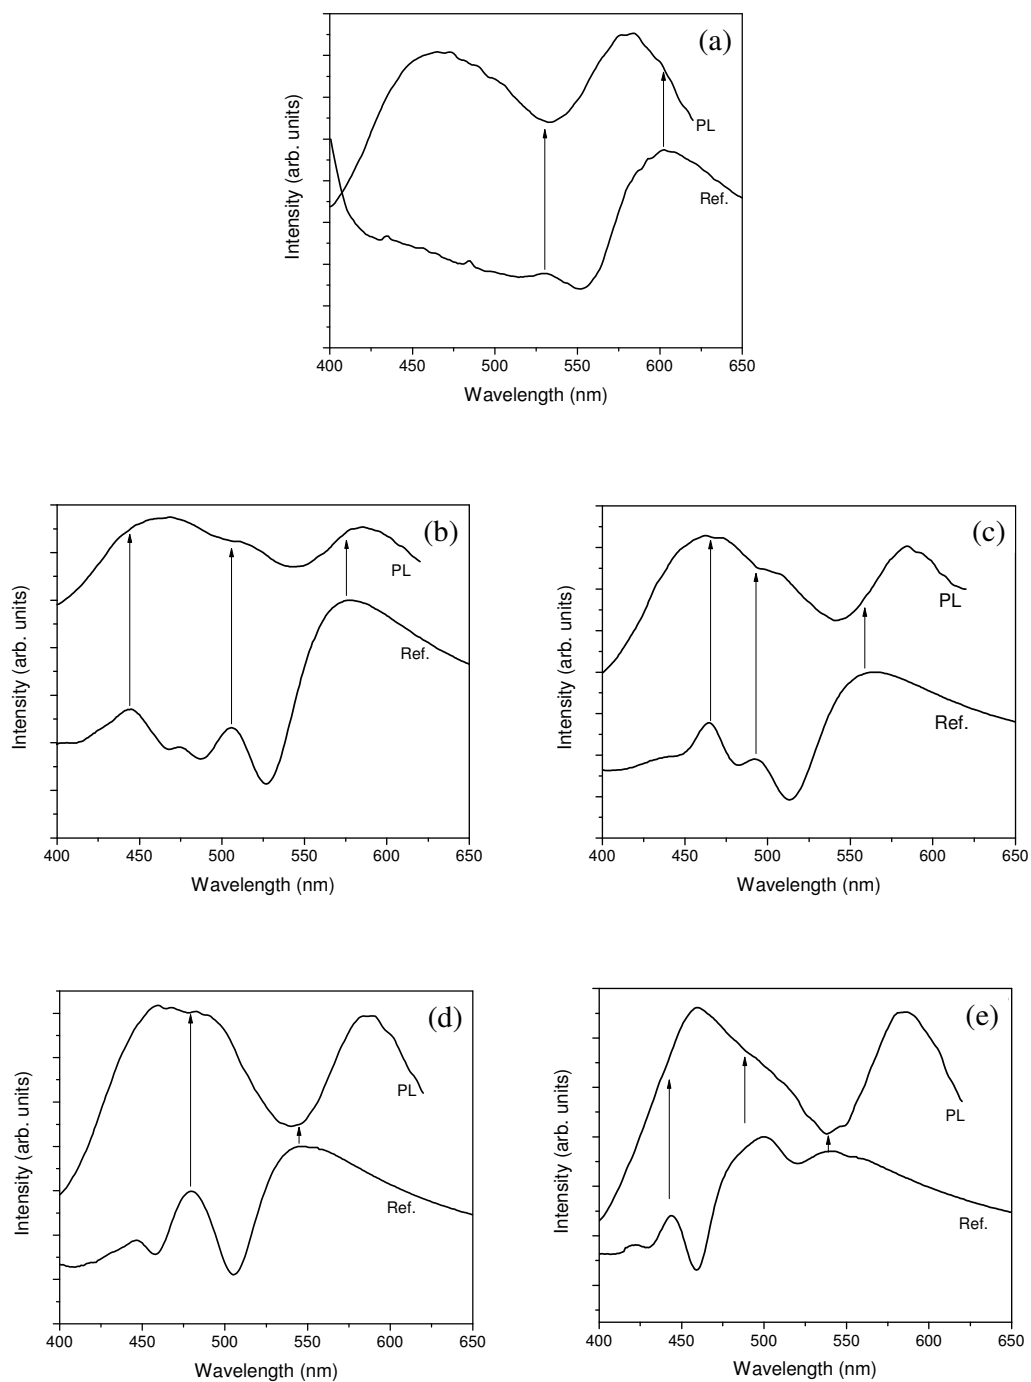 (a)
PL
Ref.
Intensity (arb. units)
400 450 500 550 600 650
Wavelength (nm)
(b)
PL
Ref.
Intensity (arb. units)
400 450 500 550 600 650
Wavelength (nm)
(c)
PL
Ref.
Intensity (arb. units)
400 450 500 550 600 650
Wavelength (nm)
(d)
PL
Ref.
Intensity (arb. units)
400 450 500 550 600 650
Wavelength (nm)
(e)
PL
Ref.
Intensity (arb. units)
400 450 500 550 600 650
Wavelength (nm)